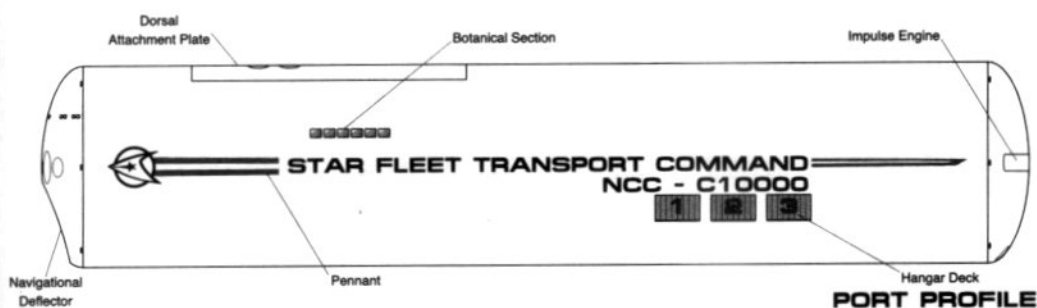 Dorsal
Attachment Plate
Botanical Section
Impulse Engine
STAR FLEET TRANSPORT COMMAND
NCC - C10000
1 2 3
Navigational
Deflector
Pennant
Hangar Deck
PORT PROFILE